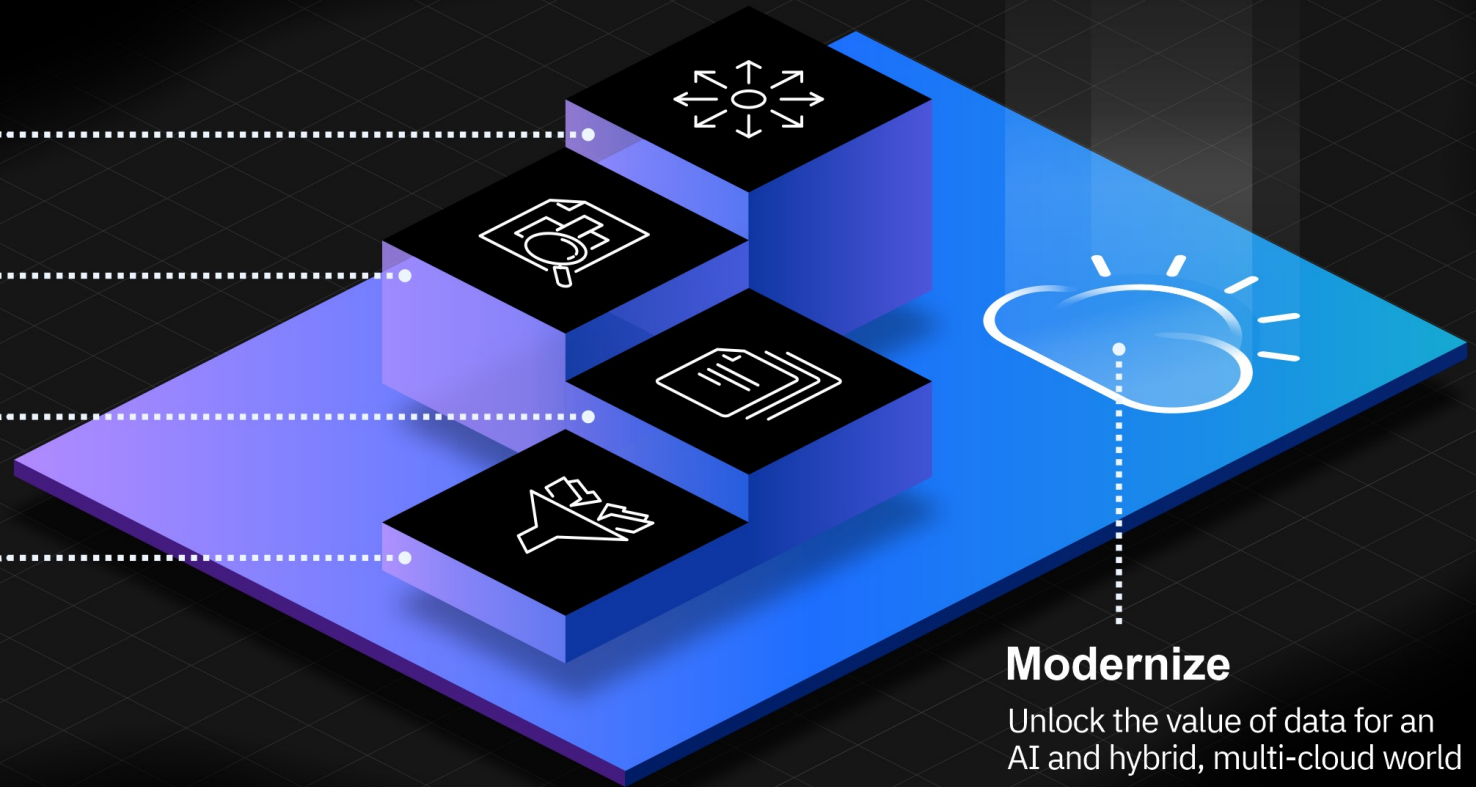 Modernize
Unlock the value of data for an
AI and hybrid, multi-cloud world